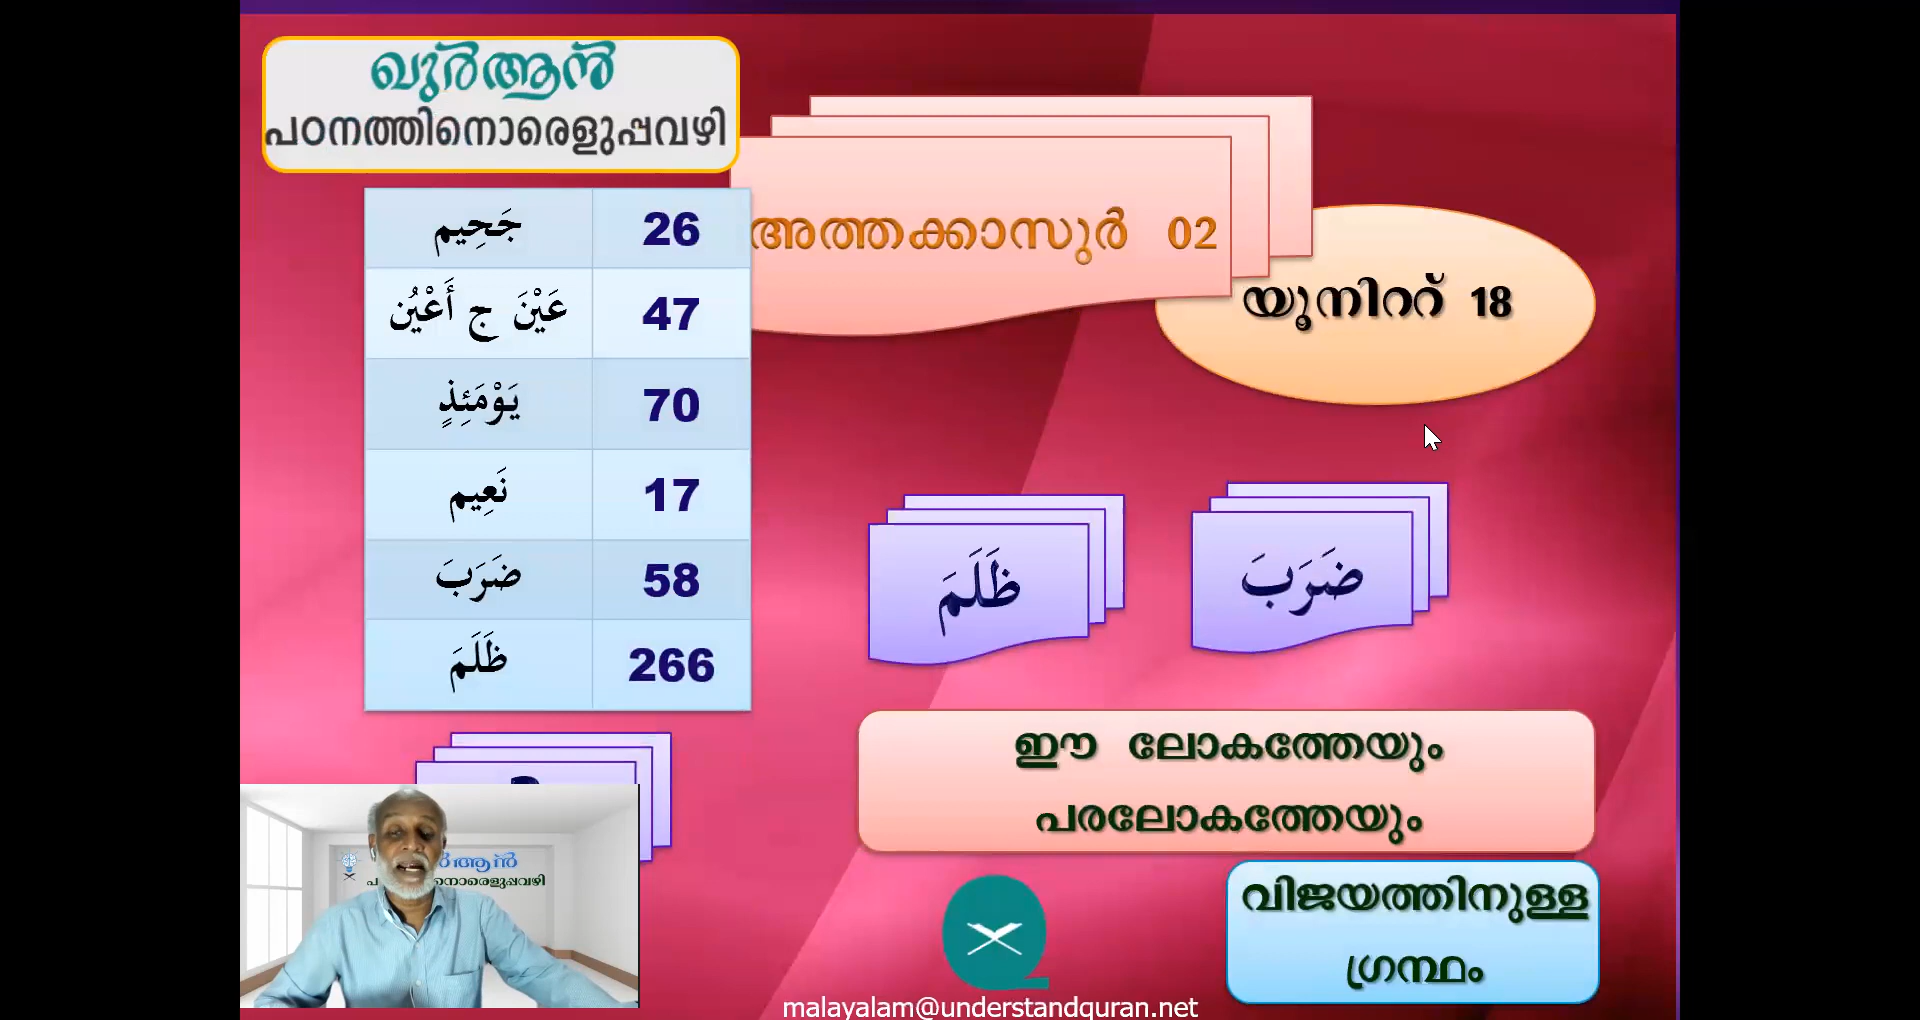 ഖുർആൻ
പഠനത്തിനൊരെളുപ്പവഴി
അത്തക്കാസുർ 02
യൂനിററ് 18
جَحِيم 26
عَيْنَ ج أَعْيُن 47
يَوْمَئِذٍ 70
نَعِيم 17
ضَرَبَ 58
ظَلَمَ 266
ظَلَمَ
ضَرَبَ
ഈ ലോകത്തേയും
പരലോകത്തേയും
വിജയത്തിനുള്ള
ഗ്രന്ഥം
malayalam@understandquran.net